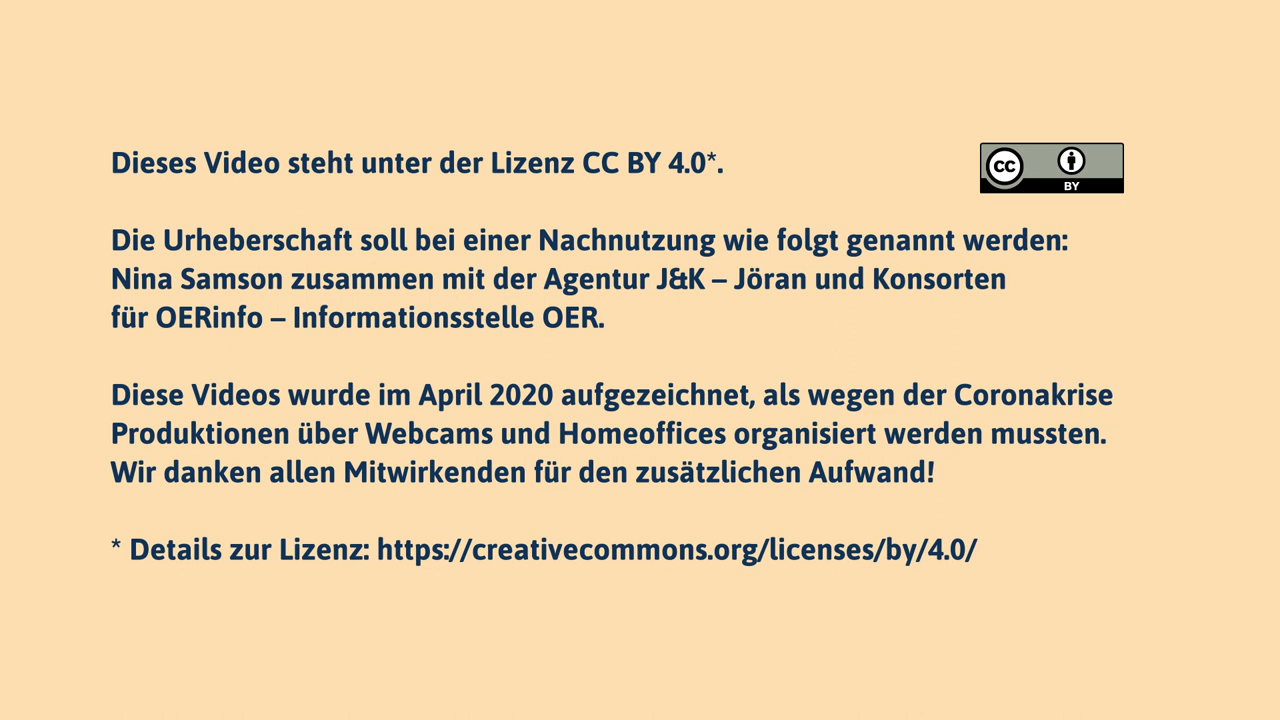 Dieses Video steht unter der Lizenz CC BY 4.0*.
CC BY
Die Urheberschaft soll bei einer Nachnutzung wie folgt genannt werden:
Nina Samson zusammen mit der Agentur J&K – Jöran und Konsorten
für OERinfo – Informationsstelle OER.
Diese Videos wurde im April 2020 aufgezeichnet, als wegen der Coronakrise
Produktionen über Webcams und Homeoffices organisiert werden mussten.
Wir danken allen Mitwirkenden für den zusätzlichen Aufwand!
* Details zur Lizenz: https://creativecommons.org/licenses/by/4.0/